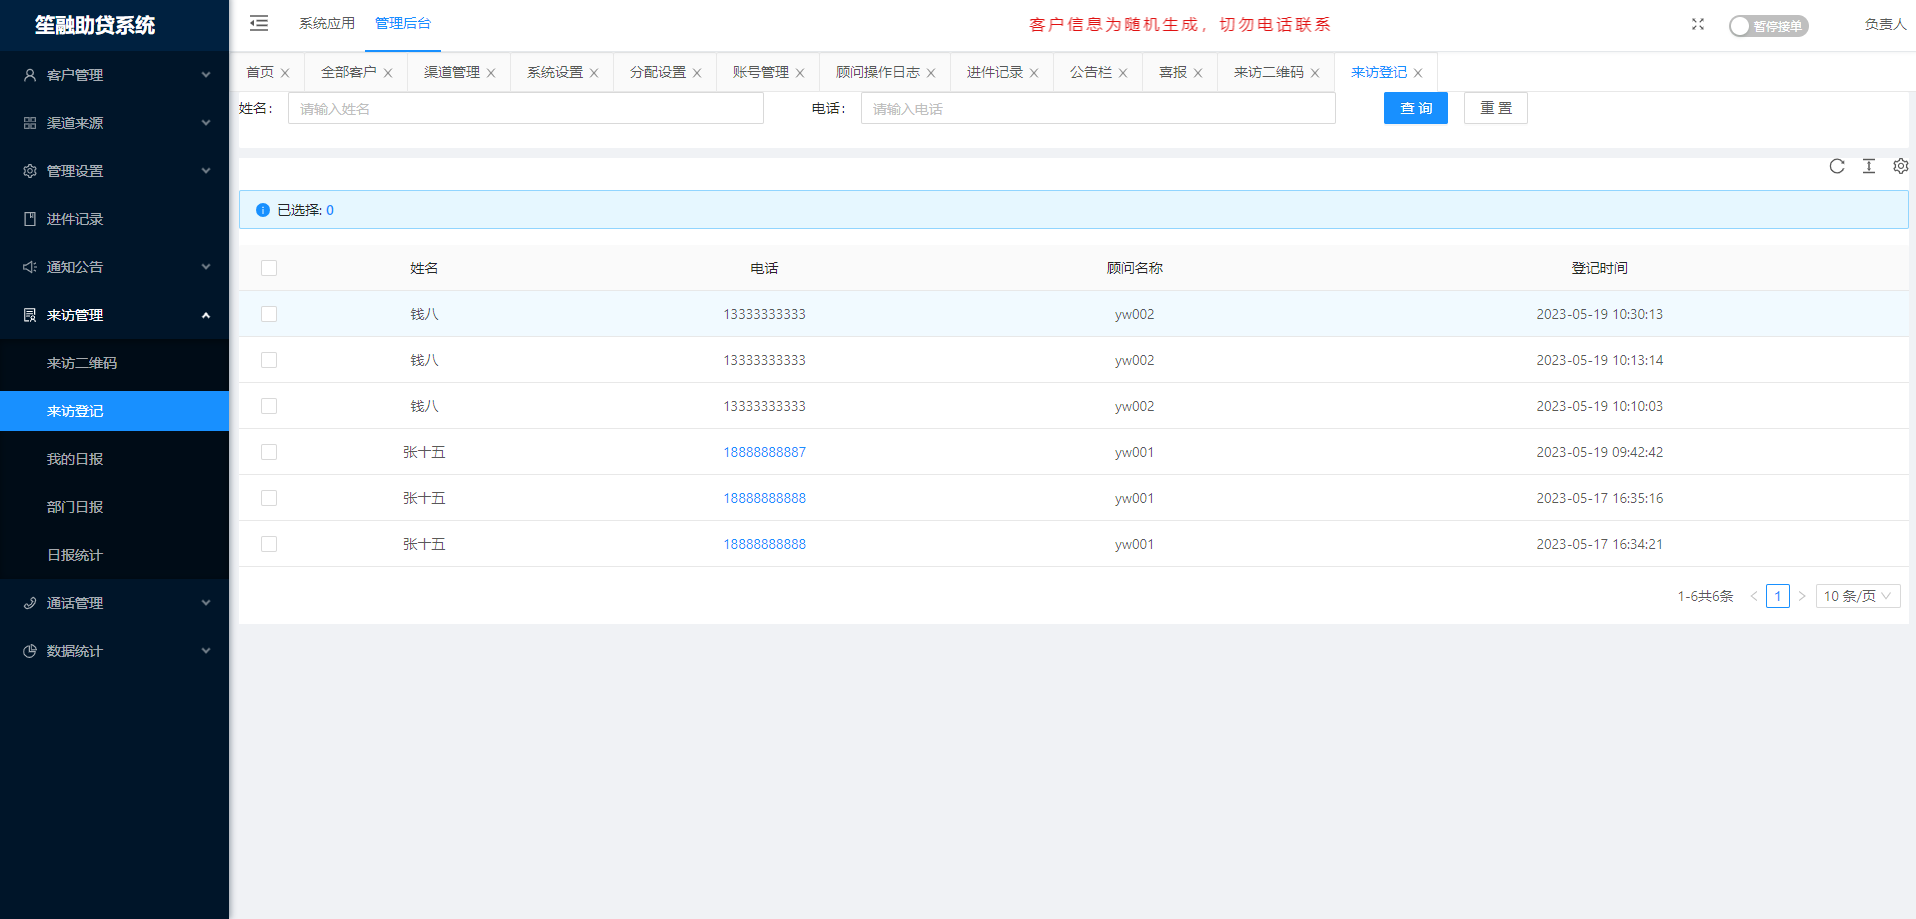 笙融助贷系统
系统应用 管理后台 客户信息为随机生成，切勿电话联系 暂停接单 负责人
首页 全部客户 渠道管理 系统设置 分配设置 账号管理 顾问操作日志 进件记录 公告栏 喜报 来访二维码 来访登记
客户管理
渠道来源
管理设置
进件记录
通知公告
来访管理
来访二维码
来访登记
我的日报
部门日报
日报统计
通话管理
数据统计
姓名： 请输入姓名 电话： 请输入电话 查 询 重 置
已选择: 0
姓名 电话 顾问名称 登记时间
钱八 13333333333 yw002 2023-05-19 10:30:13
钱八 13333333333 yw002 2023-05-19 10:13:14
钱八 13333333333 yw002 2023-05-19 10:10:03
张十五 18888888887 yw001 2023-05-19 09:42:42
张十五 18888888888 yw001 2023-05-17 16:35:16
张十五 18888888888 yw001 2023-05-17 16:34:21
1-6共6条 < 1 > 10 条/页